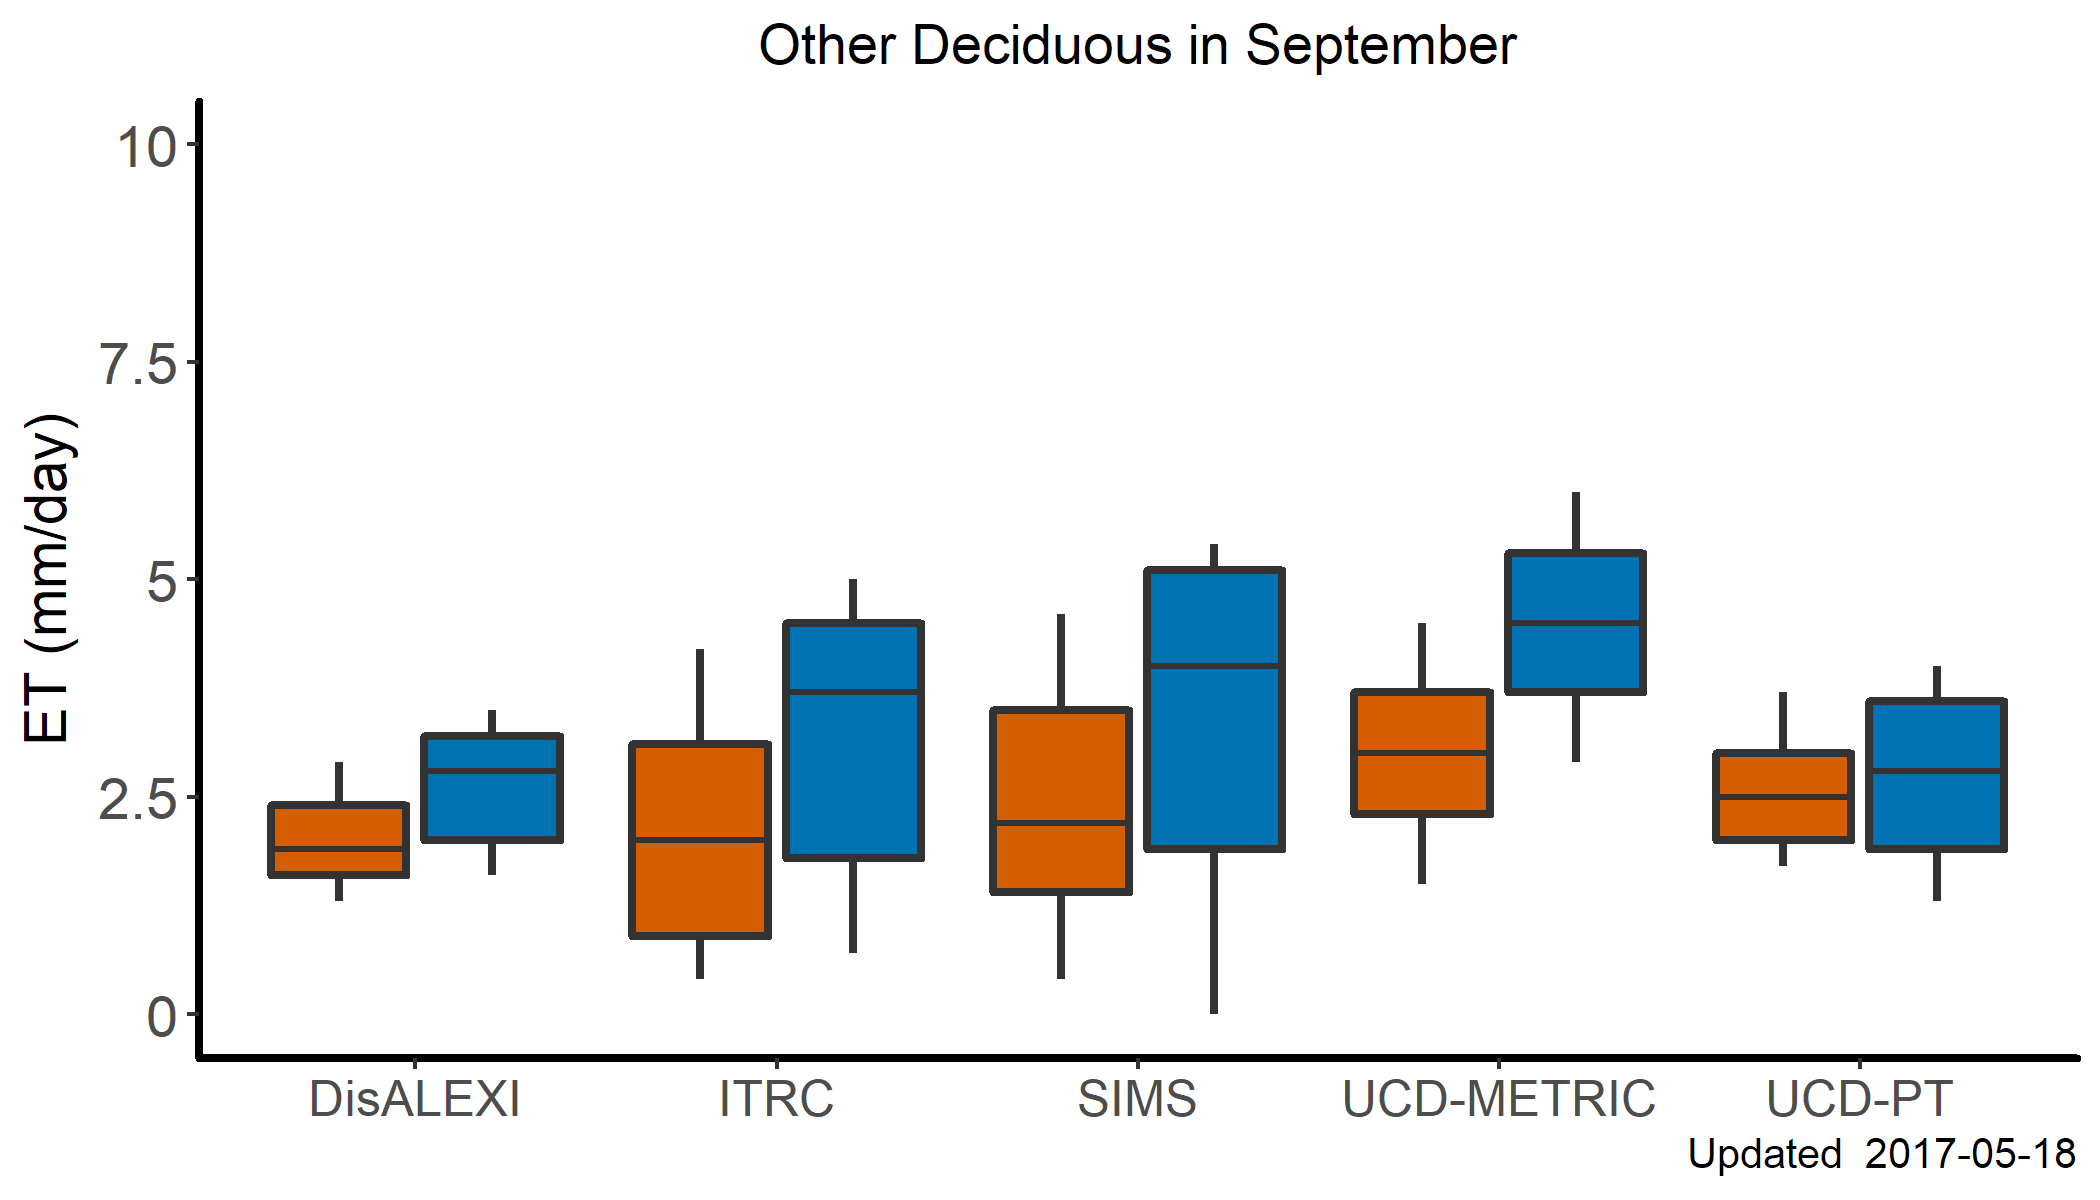 Other Deciduous in September
ET (mm/day)
10
7.5
5
2.5
0
DisALEXI ITRC SIMS UCD-METRIC UCD-PT
Updated 2017-05-18